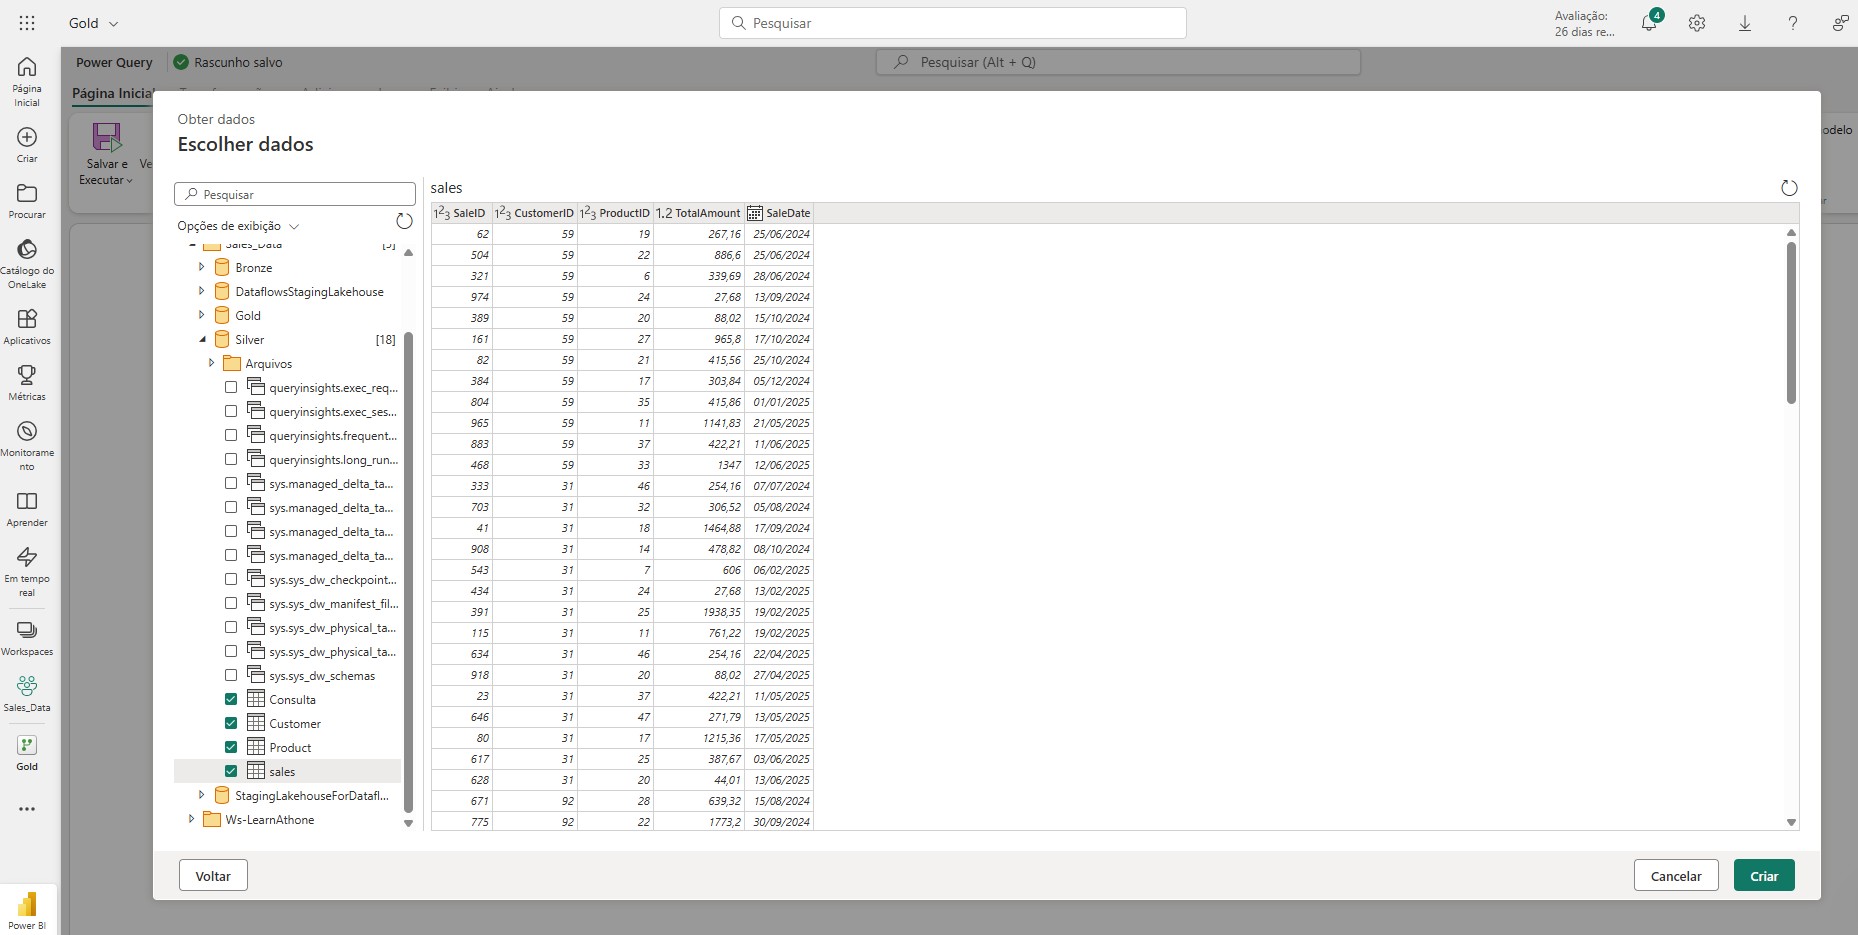 Gold
Pesquisar
Avaliação:
26 dias re...
4
Página
Inicial
Criar
Procurar
Catálogo do
OneLake
Aplicativos
Métricas
Monitorame
nto
Aprender
Em tempo
real
Workspaces
Sales_Data
Gold
Power BI
Power Query
Rascunho salvo
Pesquisar (Alt + Q)
Página Inicial
Salvar e
Executar
Ve
odelo
Obter dados
Escolher dados
Pesquisar
Opções de exibição
Sales_Data [5]
Bronze
DataflowsStagingLakehouse
Gold
Silver [18]
Arquivos
queryinsights.exec_req...
queryinsights.exec_ses...
queryinsights.frequent...
queryinsights.long_run...
sys.managed_delta_ta...
sys.managed_delta_ta...
sys.managed_delta_ta...
sys.managed_delta_ta...
sys.sys_dw_checkpoint...
sys.sys_dw_manifest_fil...
sys.sys_dw_physical_ta...
sys.sys_dw_physical_ta...
sys.sys_dw_schemas
Consulta
Customer
Product
sales
StagingLakehouseForDatafl...
Ws-LearnAthone
sales
123 SaleID 123 CustomerID 123 ProductID 1.2 TotalAmount SaleDate
62 59 19 267,16 25/06/2024
504 59 22 886,6 25/06/2024
321 59 6 339,69 28/06/2024
974 59 24 27,68 13/09/2024
389 59 20 88,02 15/10/2024
161 59 27 965,8 17/10/2024
82 59 21 415,56 25/10/2024
384 59 17 303,84 05/12/2024
804 59 35 415,86 01/01/2025
965 59 11 1141,83 21/05/2025
883 59 37 422,21 11/06/2025
468 59 33 1347 12/06/2025
333 31 46 254,16 07/07/2024
703 31 32 306,52 05/08/2024
41 31 18 1464,88 17/09/2024
908 31 14 478,82 08/10/2024
543 31 7 606 06/02/2025
434 31 24 27,68 13/02/2025
391 31 25 1938,35 19/02/2025
115 31 11 761,22 19/02/2025
634 31 46 254,16 22/04/2025
918 31 20 88,02 27/04/2025
23 31 37 422,21 11/05/2025
646 31 47 271,79 13/05/2025
80 31 17 1215,36 17/05/2025
617 31 25 387,67 03/06/2025
628 31 20 44,01 13/06/2025
671 92 28 639,32 15/08/2024
775 92 22 1773,2 30/09/2024
Voltar
Cancelar
Criar